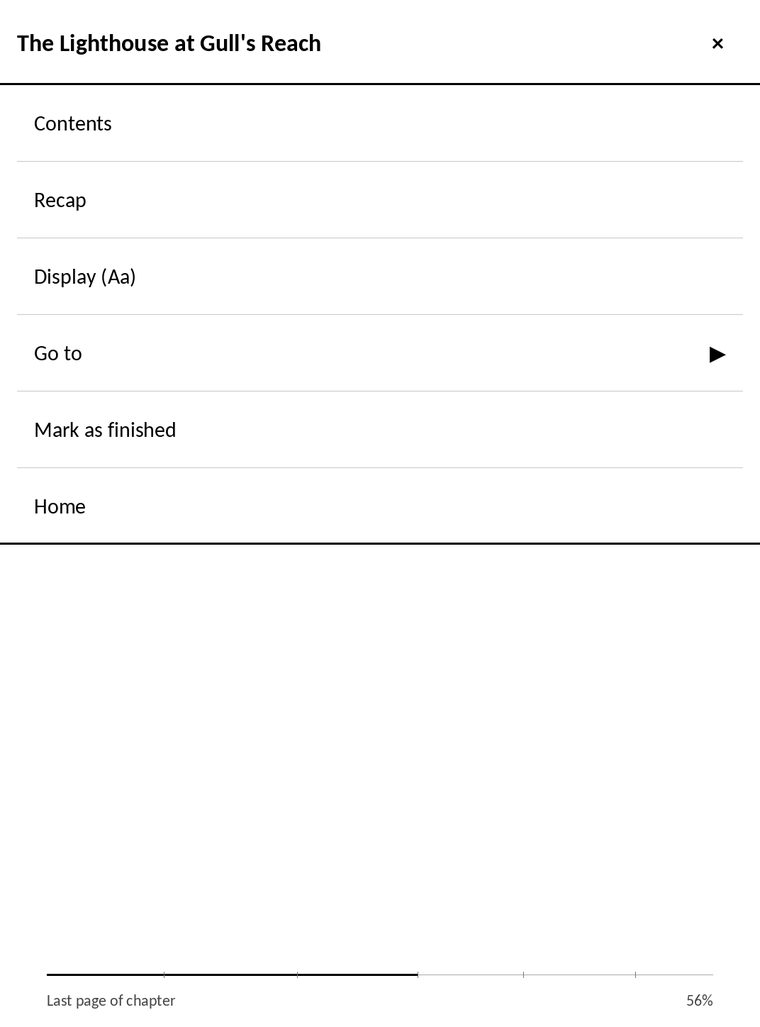 The Lighthouse at Gull's Reach ×
Contents
Recap
Display (Aa)
Go to ▶
Mark as finished
Home
Last page of chapter 56%